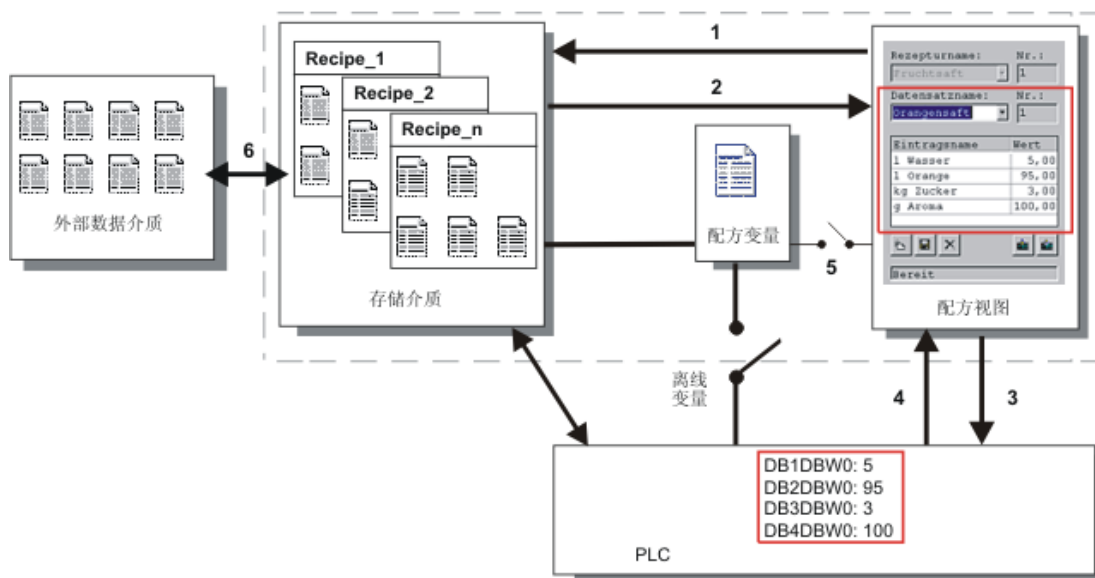 Recipe_1
Recipe_2
Recipe_n
存储介质
外部数据介质
6
1
2
配方变量
5
Rezepturname: Nr.:
Fruchtsaft 1
Datensatzname: Nr.:
Orangensaft 1
Eintragsname Wert
l Wasser 5,00
l Orange 95,00
kg Zucker 3,00
g Aroma 100,00
Bereit
配方视图
离线
变量
4
3
DB1DBW0: 5
DB2DBW0: 95
DB3DBW0: 3
DB4DBW0: 100
PLC